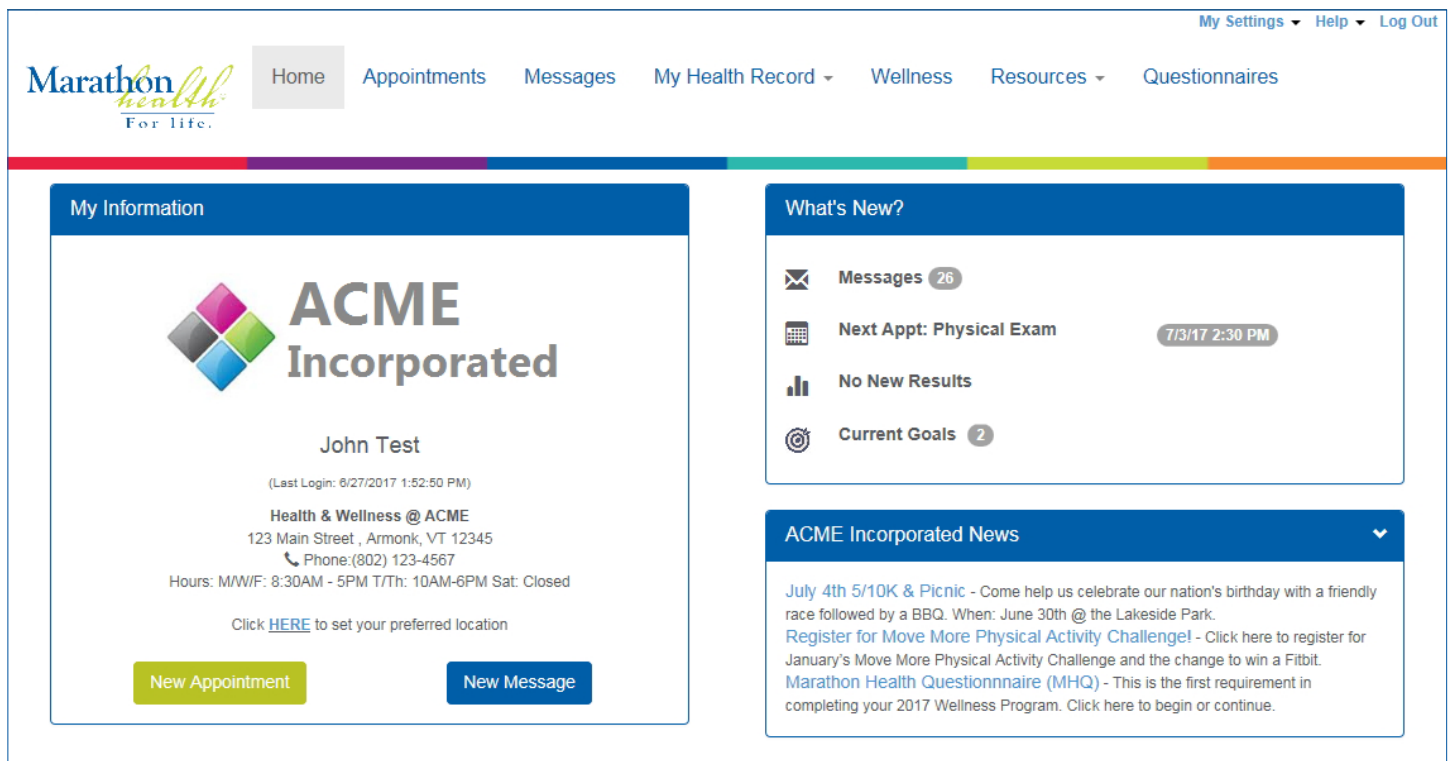 My Settings Help Log Out
Marathon health
For life.
Home Appointments Messages My Health Record Wellness Resources Questionnaires
My Information
ACME
Incorporated
John Test
(Last Login: 6/27/2017 1:52:50 PM)
Health & Wellness @ ACME
123 Main Street , Armonk, VT 12345
Phone:(802) 123-4567
Hours: M/W/F: 8:30AM - 5PM T/Th: 10AM-6PM Sat: Closed
Click HERE to set your preferred location
New Appointment New Message
What's New?
Messages 26
Next Appt: Physical Exam 7/3/17 2:30 PM
No New Results
Current Goals 2
ACME Incorporated News
July 4th 5/10K & Picnic - Come help us celebrate our nation's birthday with a friendly
race followed by a BBQ. When: June 30th @ the Lakeside Park.
Register for Move More Physical Activity Challenge! - Click here to register for
January's Move More Physical Activity Challenge and the change to win a Fitbit.
Marathon Health Questionnnaire (MHQ) - This is the first requirement in
completing your 2017 Wellness Program. Click here to begin or continue.